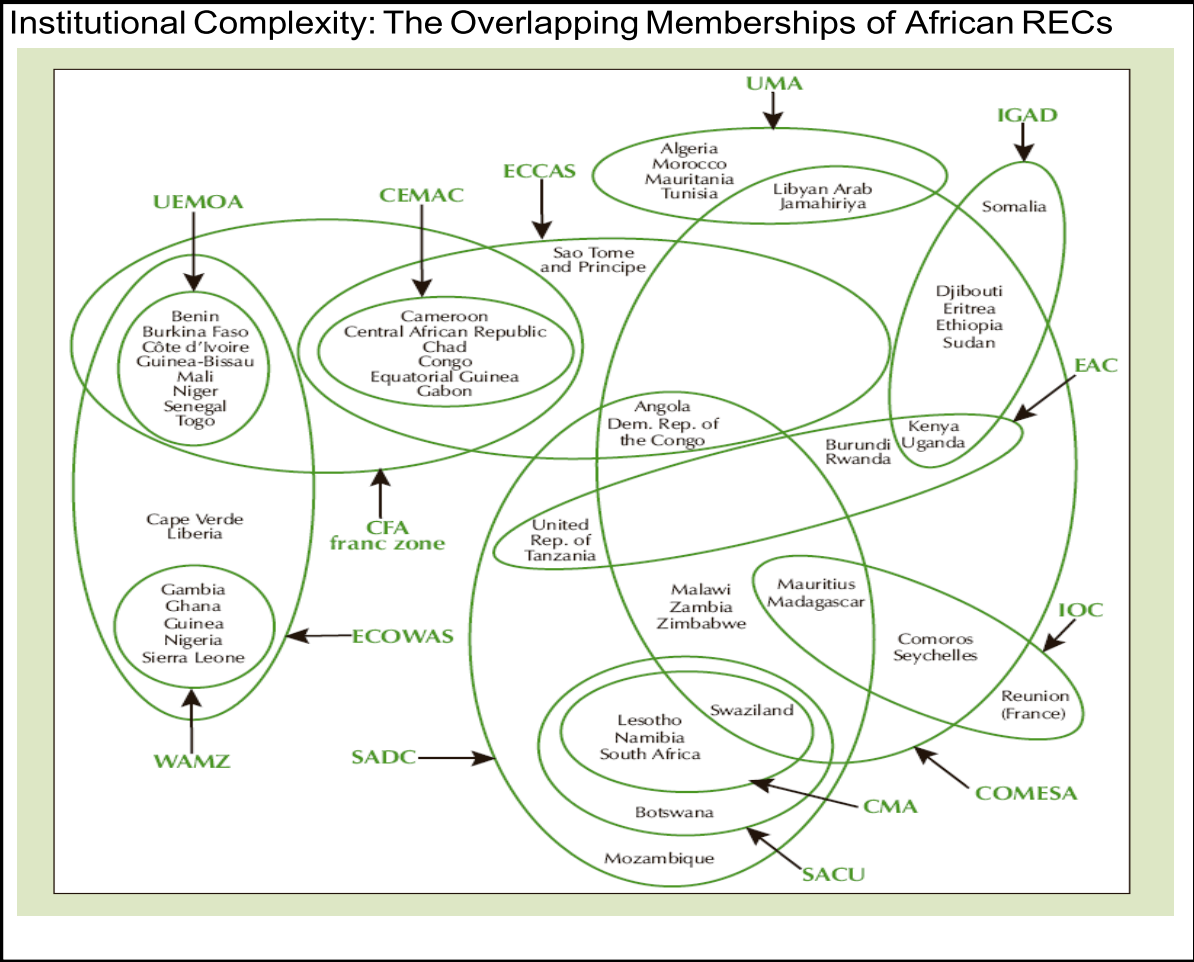 Institutional Complexity: The Overlapping Memberships of African RECs
UMA
IGAD
ECCAS
CEMAC
UEMOA
Algeria
Morocco
Mauritania
Tunisia
Libyan Arab
Jamahiriya
Somalia
Sao Tome
and Principe
Djibouti
Eritrea
Ethiopia
Sudan
Benin
Burkina Faso
Côte d'Ivoire
Guinea-Bissau
Mali
Niger
Senegal
Togo
Cameroon
Central African Republic
Chad
Congo
Equatorial Guinea
Gabon
EAC
Angola
Dem. Rep. of
the Congo
Kenya
Uganda
Burundi
Rwanda
Cape Verde
Liberia
CFA
franc zone
United
Rep. of
Tanzania
Gambia
Ghana
Guinea
Nigeria
Sierra Leone
ECOWAS
Malawi
Zambia
Zimbabwe
Mauritius
Madagascar
IOC
Comoros
Seychelles
Reunion
(France)
Swaziland
Lesotho
Namibia
South Africa
WAMZ
SADC
COMESA
CMA
Botswana
Mozambique
SACU